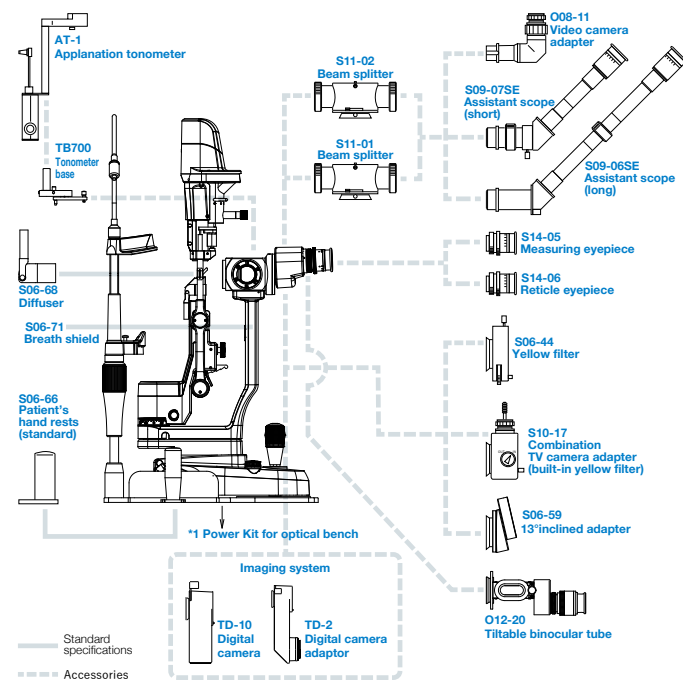 AT-1
Applanation tonometer
TB700
Tonometer
base
S06-68
Diffuser
S06-71
Breath shield
S06-66
Patient's
hand rests
(standard)
S11-02
Beam splitter
S11-01
Beam splitter
O08-11
Video camera
adapter
S09-07SE
Assistant scope
(short)
S09-06SE
Assistant scope
(long)
S14-05
Measuring eyepiece
S14-06
Reticle eyepiece
S06-44
Yellow filter
S10-17
Combination
TV camera adapter
(built-in yellow filter)
S06-59
13°inclined adapter
O12-20
Tiltable binocular tube
*1 Power Kit for optical bench
Imaging system
TD-10
Digital
camera
TD-2
Digital camera
adaptor
Standard
specifications
Accessories